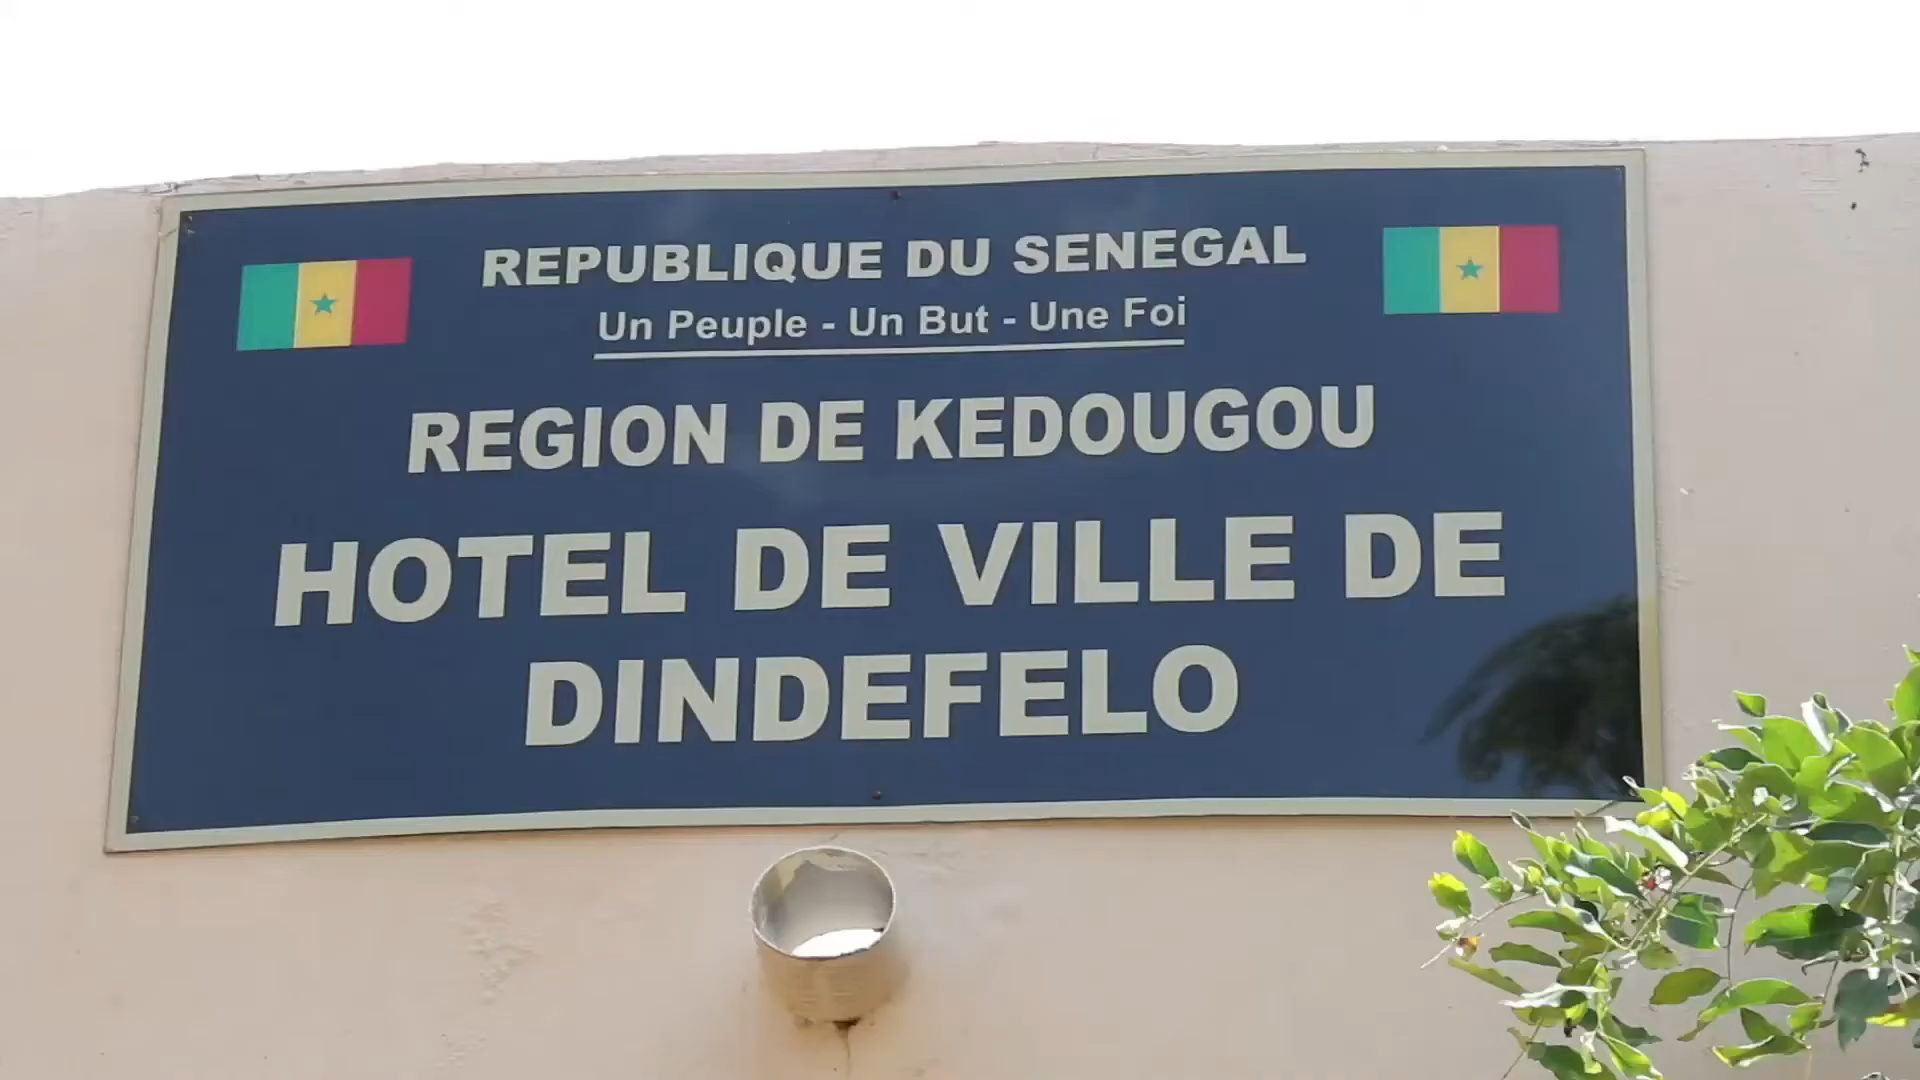 REPUBLIQUE DU SENEGAL
Un Peuple - Un But - Une Foi
REGION DE KEDOUGOU
HOTEL DE VILLE DE
DINDEFELO